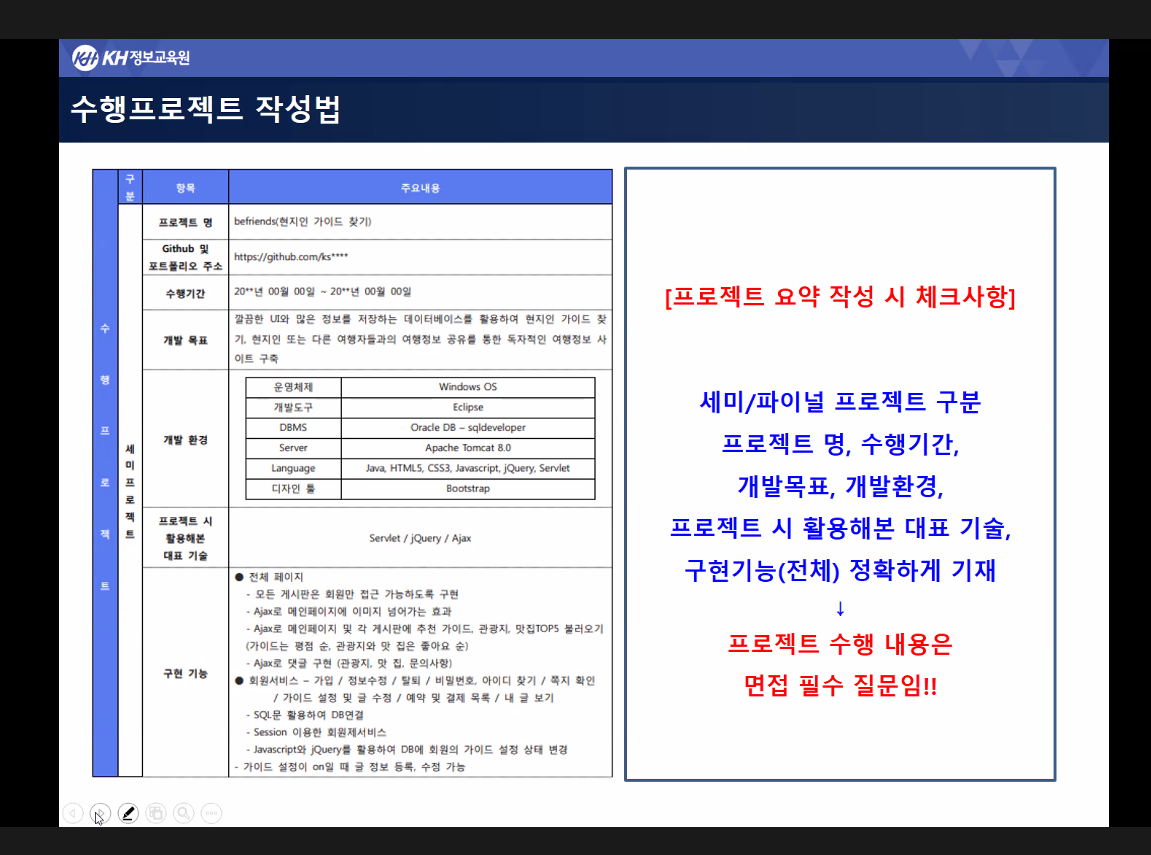 KH KH정보교육원
수행프로젝트 작성법
구분 항목 주요내용
수행프로젝트
세미프로젝트
프로젝트 명 befriends(현지인 가이드 찾기)
Github 및
포트폴리오 주소
https://github.com/ks****
수행기간 20**년 00월 00일 ~ 20**년 00월 00일
개발 목표
깔끔한 UI와 많은 정보를 저장하는 데이터베이스를 활용하여 현지인 가이드 찾
기, 현지인 또는 다른 여행자들과의 여행정보 공유를 통한 독자적인 여행정보 사
이트 구축
개발 환경
운영체제 Windows OS
개발도구 Eclipse
DBMS Oracle DB – sqldeveloper
Server Apache Tomcat 8.0
Language Java, HTML5, CSS3, Javascript, jQuery, Servlet
디자인 툴 Bootstrap
프로젝트 시
활용해본
대표 기술
Servlet / jQuery / Ajax
구현 기능
● 전체 페이지
- 모든 게시판은 회원만 접근 가능하도록 구현
- Ajax로 메인페이지에 이미지 넘어가는 효과
- Ajax로 메인페이지 및 각 게시판에 추천 가이드, 관광지, 맛집TOP5 불러오기
(가이드는 평점 순, 관광지와 맛 집은 좋아요 순)
- Ajax로 댓글 구현 (관광지, 맛 집, 문의사항)
● 회원서비스 – 가입 / 정보수정 / 탈퇴 / 비밀번호, 아이디 찾기 / 쪽지 확인
/ 가이드 설정 및 글 수정 / 예약 및 결제 목록 / 내 글 보기
- SQL문 활용하여 DB연결
- Session 이용한 회원제서비스
- Javascript와 jQuery를 활용하여 DB에 회원의 가이드 설정 상태 변경
- 가이드 설정이 on일 때 글 정보 등록, 수정 가능
[프로젝트 요약 작성 시 체크사항]
세미/파이널 프로젝트 구분
프로젝트 명, 수행기간,
개발목표, 개발환경,
프로젝트 시 활용해본 대표 기술,
구현기능(전체) 정확하게 기재
↓
프로젝트 수행 내용은
면접 필수 질문임!!